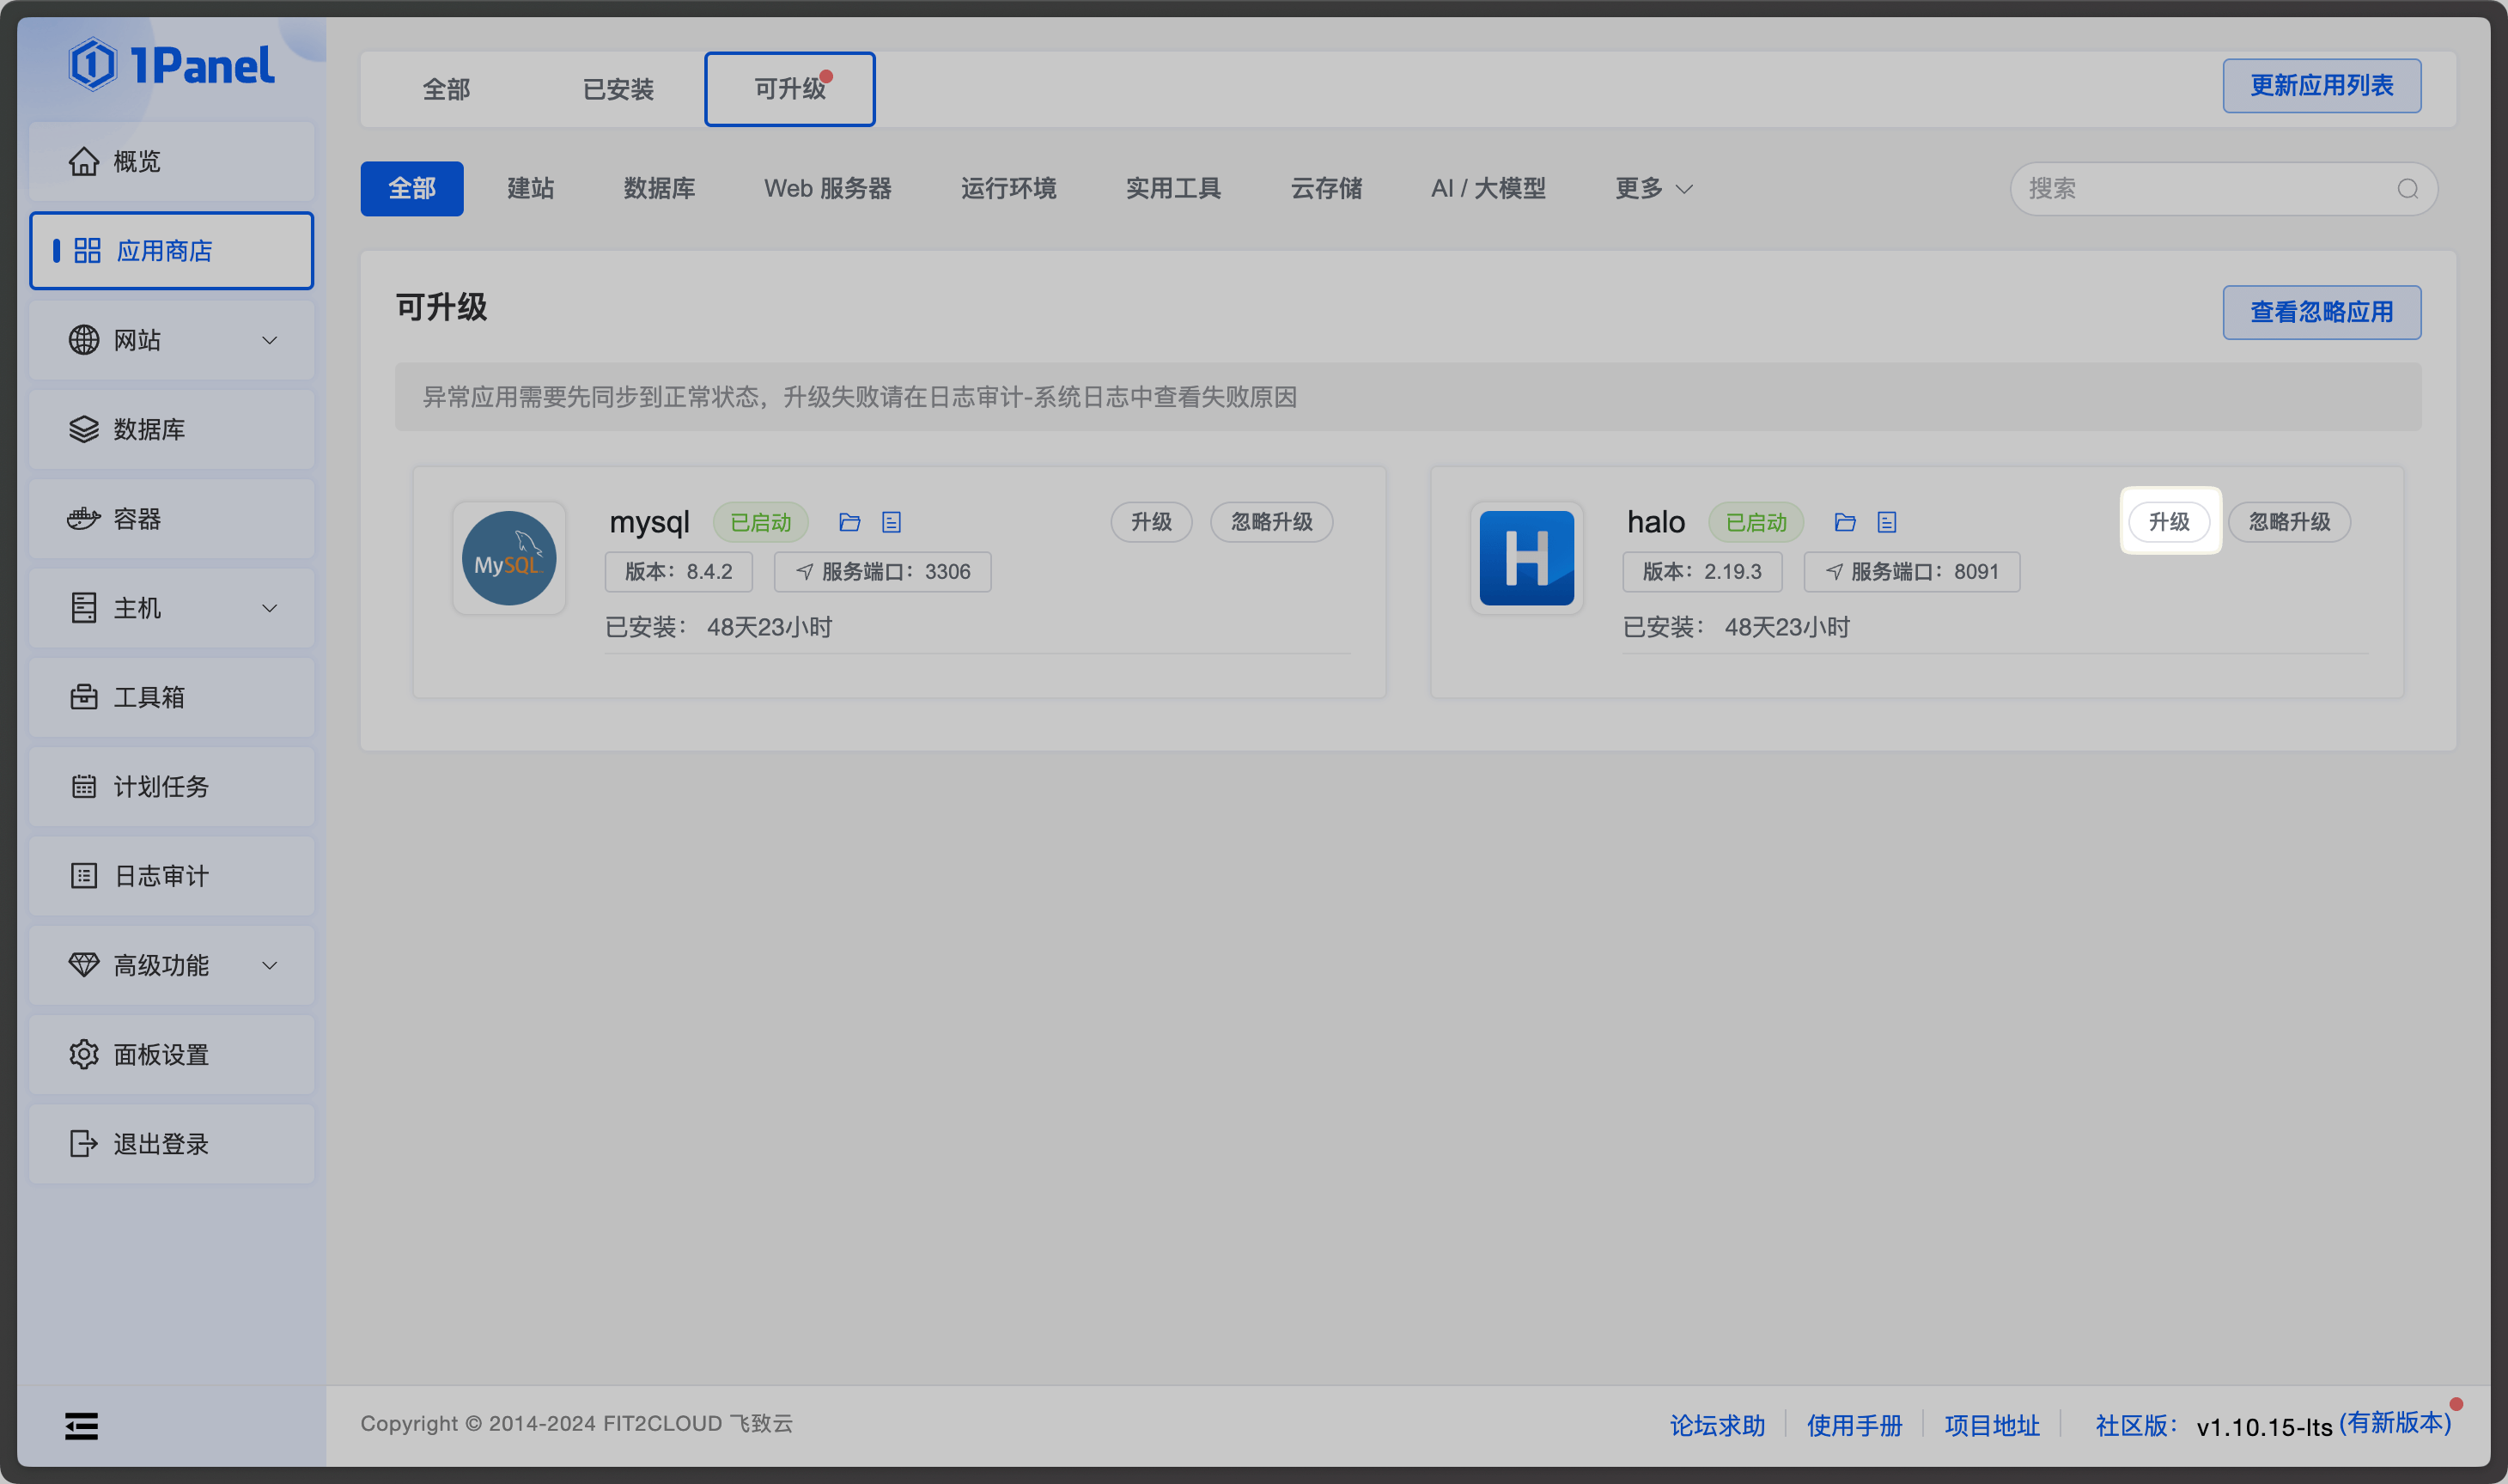 1Panel
概览
应用商店
网站
数据库
容器
主机
工具箱
计划任务
日志审计
高级功能
面板设置
退出登录
全部
已安装
可升级
更新应用列表
全部
建站
数据库
Web 服务器
运行环境
实用工具
云存储
AI / 大模型
更多
搜索
可升级
查看忽略应用
异常应用需要先同步到正常状态，升级失败请在日志审计-系统日志中查看失败原因
MySQL
mysql
已启动
升级
忽略升级
版本：8.4.2
服务端口：3306
已安装： 48天23小时
H
halo
已启动
升级
忽略升级
版本：2.19.3
服务端口：8091
已安装： 48天23小时
Copyright © 2014-2024 FIT2CLOUD 飞致云
论坛求助
使用手册
项目地址
社区版： v1.10.15-lts (有新版本)